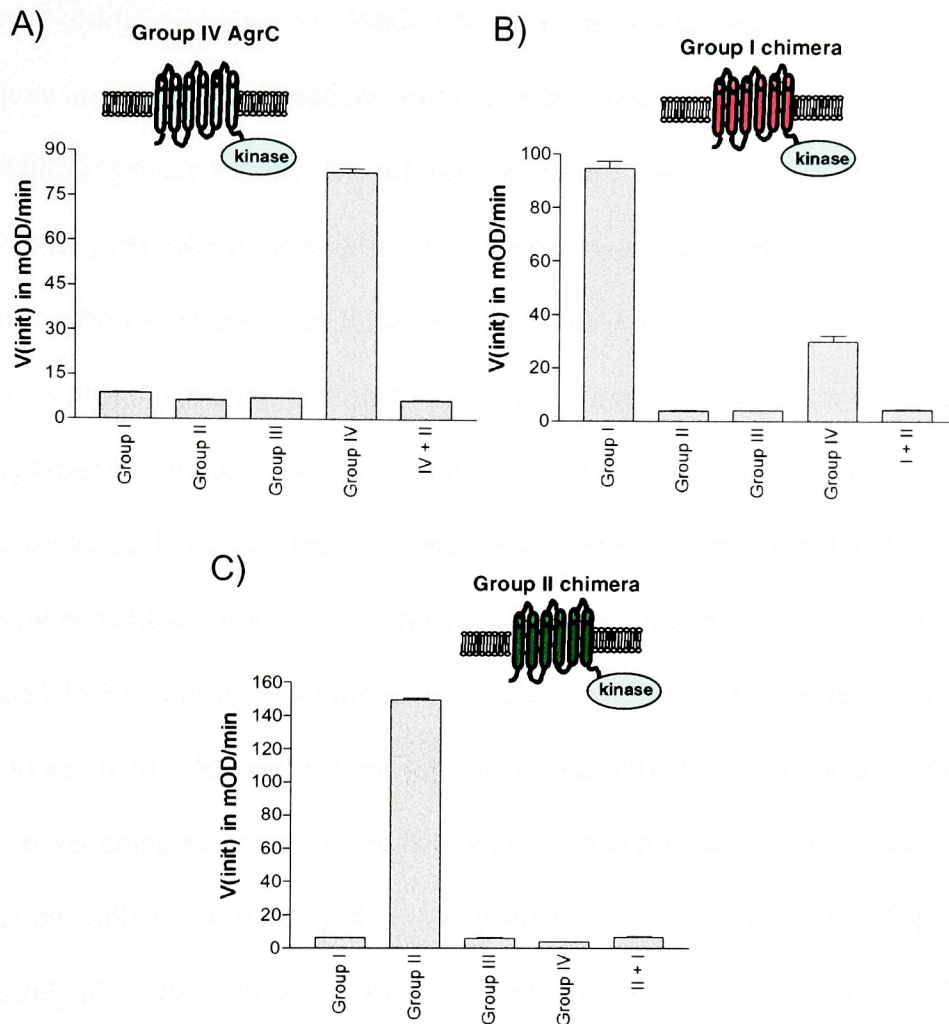 A)
Group IV AgrC
kinase
V(init) in mOD/min
90
75
60
45
30
15
0
Group I
Group II
Group III
Group IV
IV + II
B)
Group I chimera
kinase
V(init) in mOD/min
100
80
60
40
20
0
Group I
Group II
Group III
Group IV
I + II
C)
Group II chimera
kinase
V(init) in mOD/min
160
140
120
100
80
60
40
20
0
Group I
Group II
Group III
Group IV
II + I